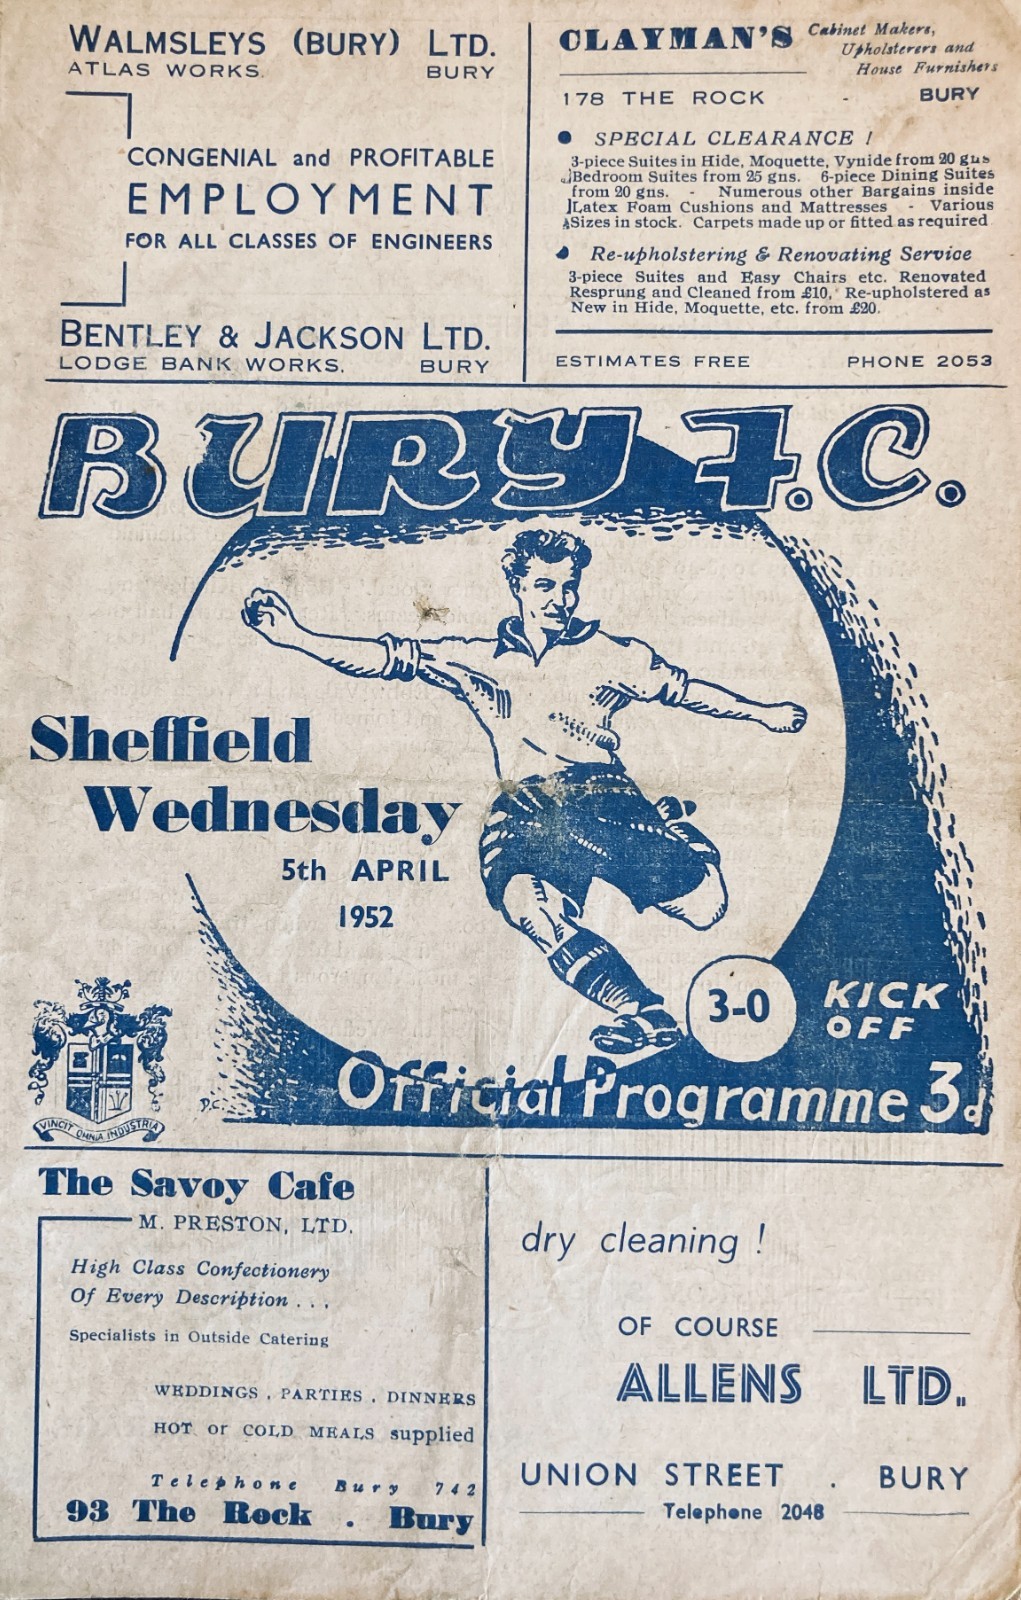 WALMSLEYS (BURY) LTD.
ATLAS WORKS. BURY
CONGENIAL and PROFITABLE
EMPLOYMENT
FOR ALL CLASSES OF ENGINEERS
BENTLEY & JACKSON LTD.
LODGE BANK WORKS. BURY
CLAYMAN'S Cabinet Makers,
Upholsterers and
House Furnishers
178 THE ROCK - BURY
● SPECIAL CLEARANCE !
3-piece Suites in Hide, Moquette, Vynide from 20 gns
Bedroom Suites from 25 gns. 6-piece Dining Suites
from 20 gns. - Numerous other Bargains inside
Latex Foam Cushions and Mattresses - Various
Sizes in stock. Carpets made up or fitted as required
● Re-upholstering & Renovating Service
3-piece Suites and Easy Chairs etc. Renovated
Resprung and Cleaned from £10, Re-upholstered as
New in Hide, Moquette, etc. from £20.
ESTIMATES FREE PHONE 2053
BURY F.C.
Sheffield
Wednesday
5th APRIL
1952
3-0
KICK
OFF
Official Programme 3d
D.C.
VINCIT OMNIA INDUSTRIA
The Savoy Cafe
M. PRESTON, LTD.
High Class Confectionery
Of Every Description . . .
Specialists in Outside Catering
WEDDINGS . PARTIES . DINNERS
HOT or COLD MEALS supplied
Telephone Bury 742
93 The Rock . Bury
dry cleaning !
OF COURSE
ALLENS LTD.
UNION STREET . BURY
Telephone 2048